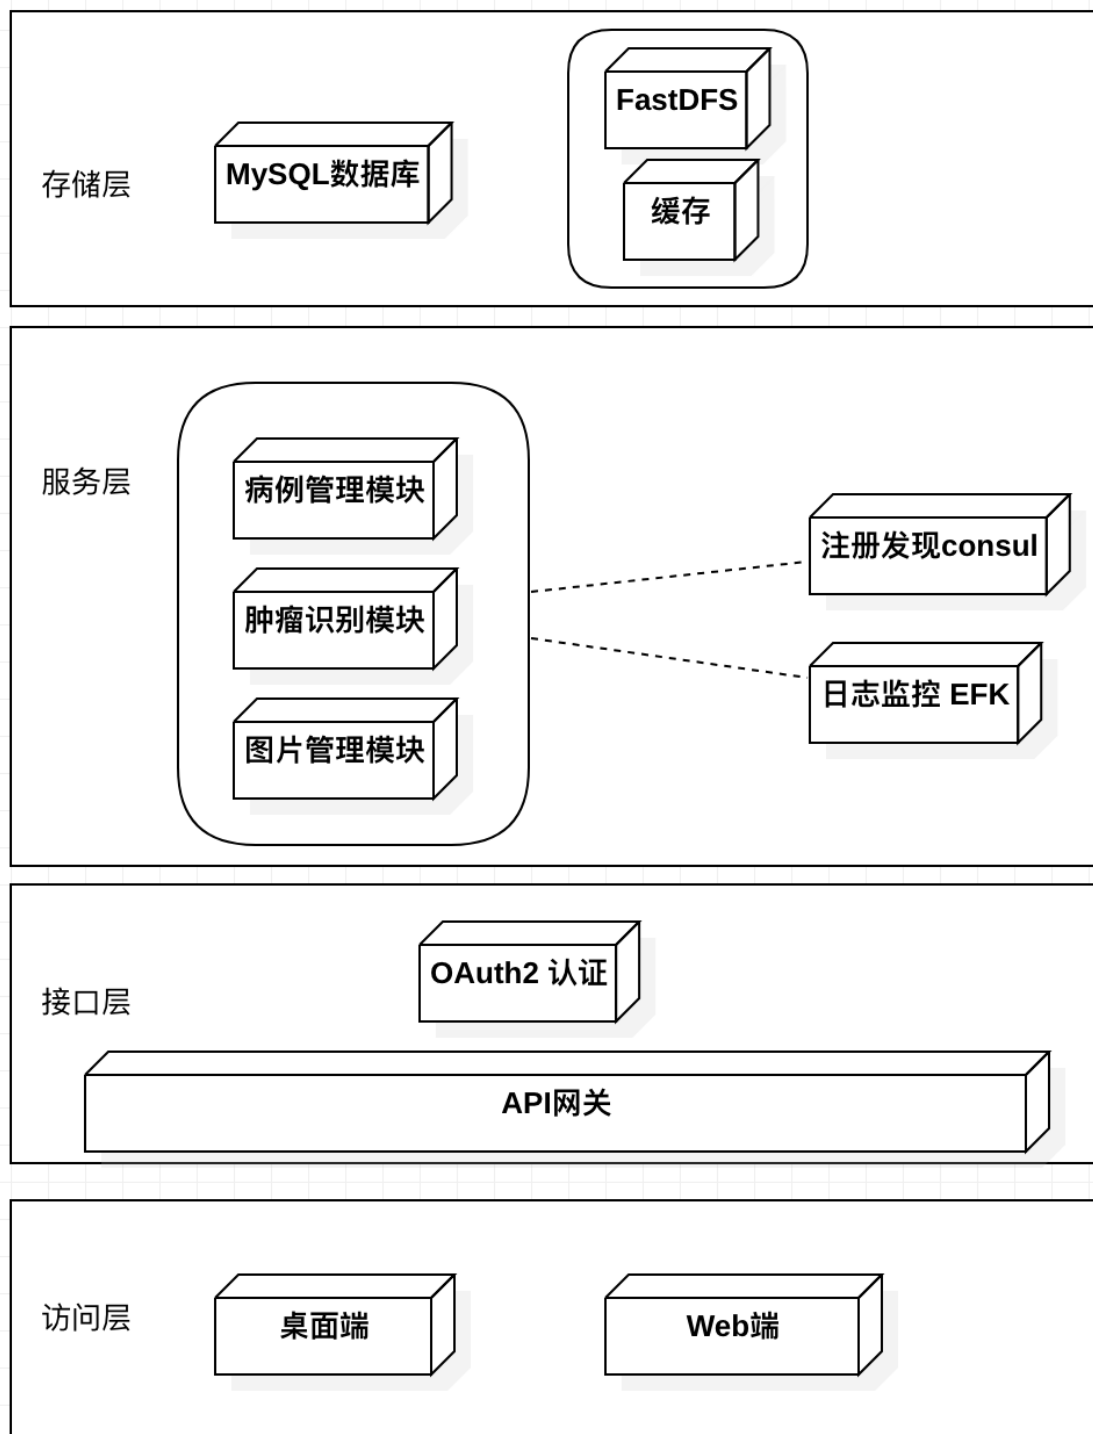 FastDFS
MySQL数据库
存储层
缓存
服务层
病例管理模块
注册发现consul
肿瘤识别模块
日志监控 EFK
图片管理模块
OAuth2 认证
接口层
API网关
访问层
桌面端
Web端